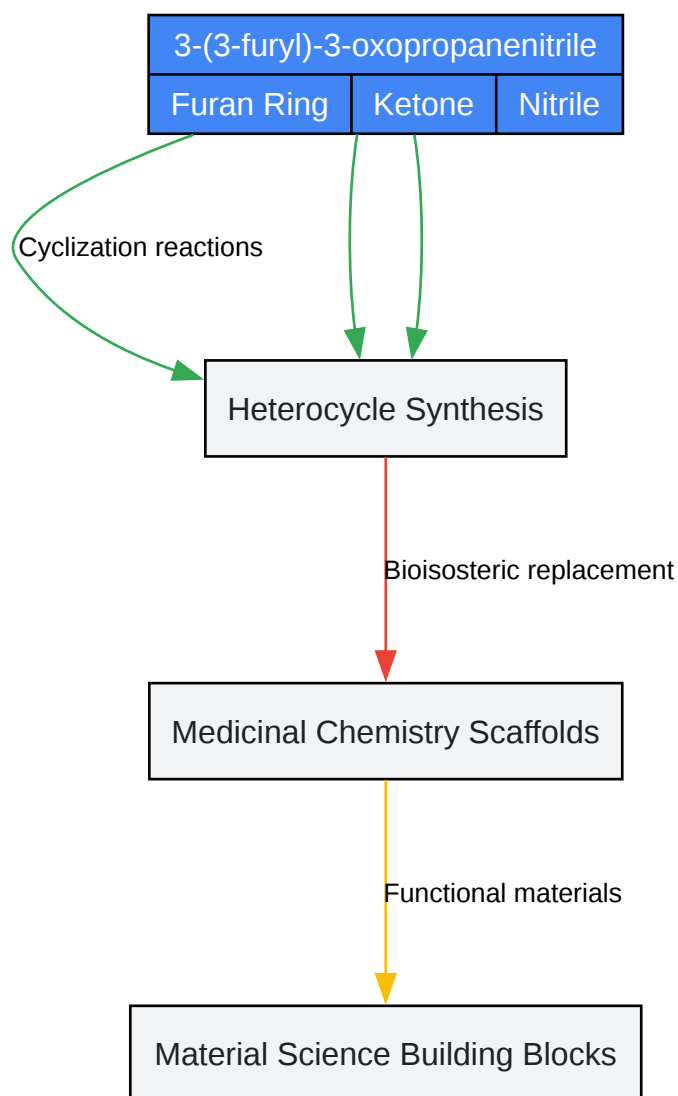 3-(3-furyl)-3-oxopropanenitrile
Furan Ring
Ketone
Nitrile
Cyclization reactions
Heterocycle Synthesis
Bioisosteric replacement
Medicinal Chemistry Scaffolds
Functional materials
Material Science Building Blocks